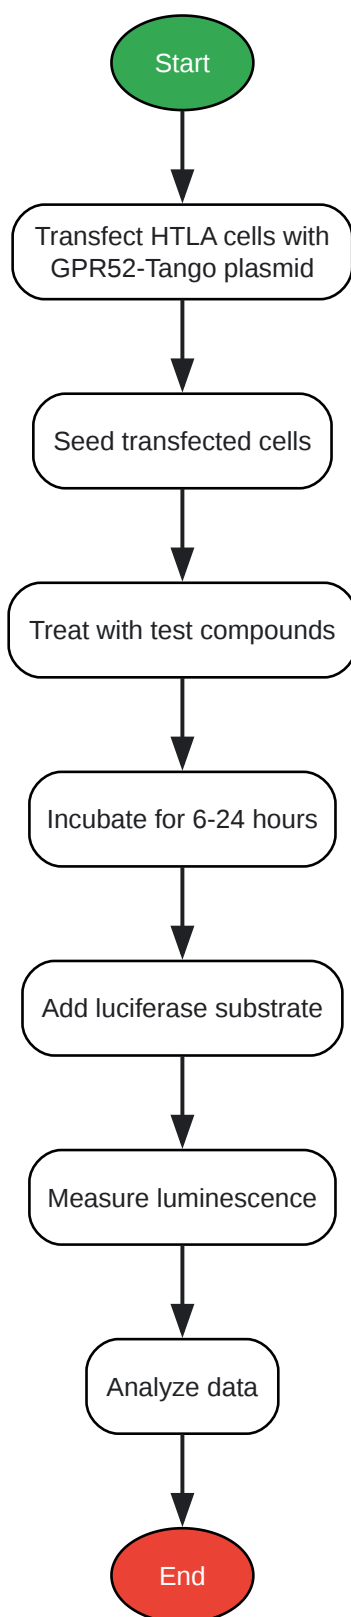 Start
Transfect HTLA cells with
GPR52-Tango plasmid
Seed transfected cells
Treat with test compounds
Incubate for 6-24 hours
Add luciferase substrate
Measure luminescence
Analyze data
End